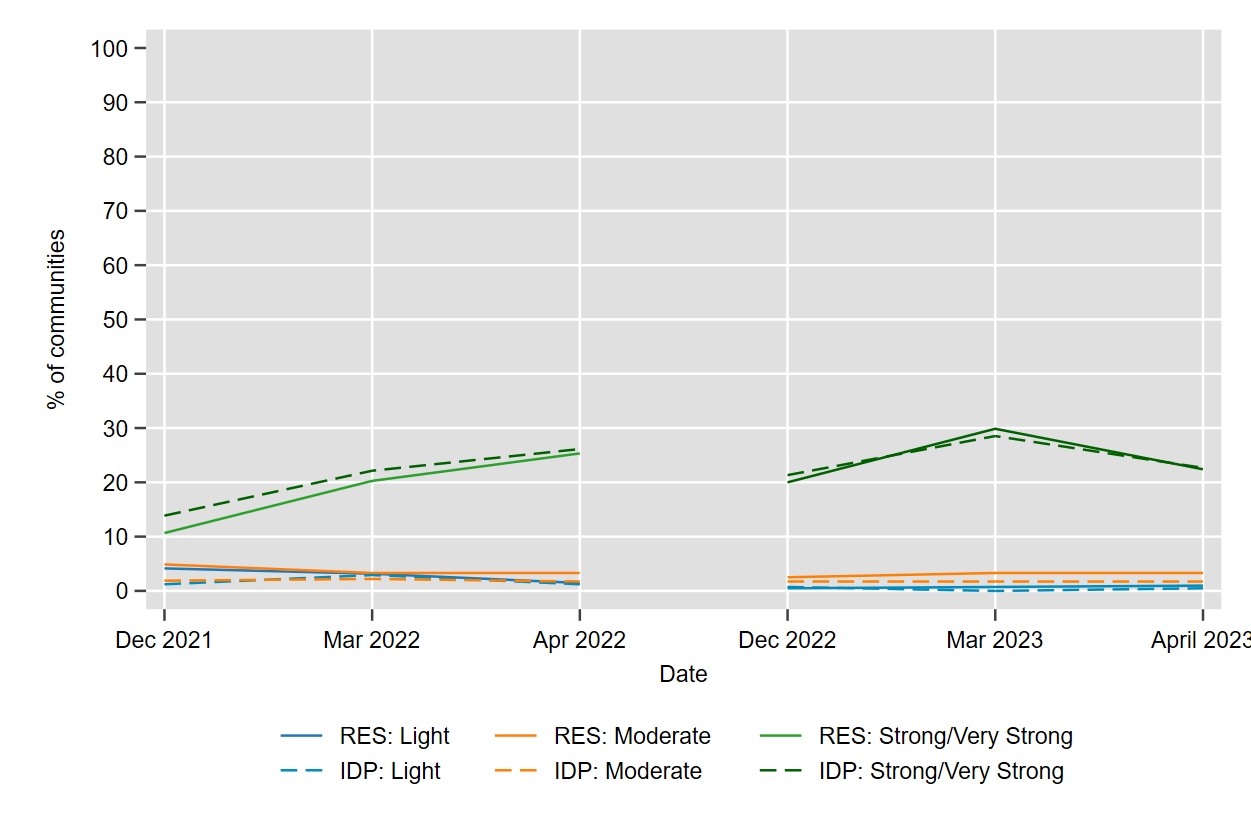 100
90
80
70
60
50
40
30
20
10
0
% of communities
Dec 2021 Mar 2022 Apr 2022 Dec 2022 Mar 2023 April 2023
Date
RES: Light RES: Moderate RES: Strong/Very Strong
IDP: Light IDP: Moderate IDP: Strong/Very Strong